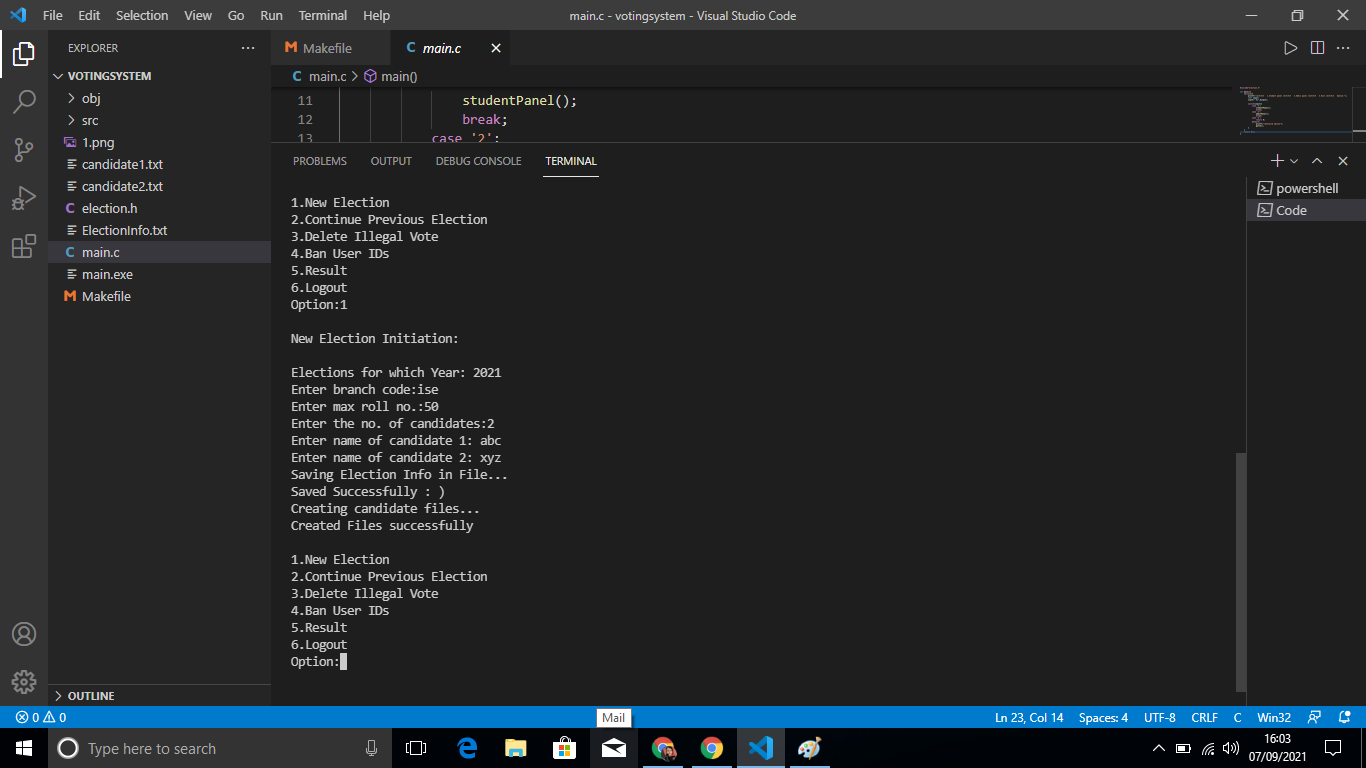 File Edit Selection View Go Run Terminal Help
main.c - votingsystem - Visual Studio Code
EXPLORER
VOTINGSYSTEM
obj
src
1.png
candidate1.txt
candidate2.txt
election.h
ElectionInfo.txt
main.c
main.exe
Makefile
OUTLINE
Makefile
main.c
main.c > main()
11 studentPanel();
12 break;
13 case '2':
PROBLEMS OUTPUT DEBUG CONSOLE TERMINAL
1.New Election
2.Continue Previous Election
3.Delete Illegal Vote
4.Ban User IDs
5.Result
6.Logout
Option:1
New Election Initiation:
Elections for which Year: 2021
Enter branch code:ise
Enter max roll no.:50
Enter the no. of candidates:2
Enter name of candidate 1: abc
Enter name of candidate 2: xyz
Saving Election Info in File...
Saved Successfully : )
Creating candidate files...
Created Files successfully
1.New Election
2.Continue Previous Election
3.Delete Illegal Vote
4.Ban User IDs
5.Result
6.Logout
Option:
powershell
Code
0 0
Mail
Ln 23, Col 14 Spaces: 4 UTF-8 CRLF C Win32
Type here to search
16:03
07/09/2021